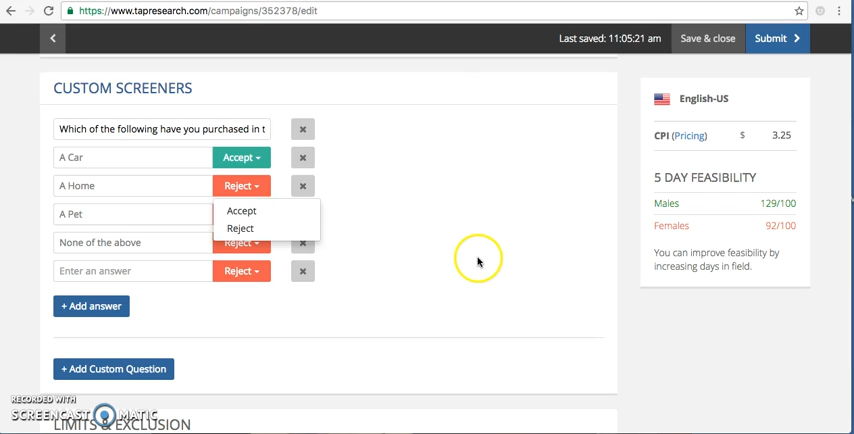 https://www.tapresearch.com/campaigns/352378/edit
Last saved: 11:05:21 am
Save & close
Submit
CUSTOM SCREENERS
English-US
Which of the following have you purchased in t
CPI (Pricing) $ 3.25
A Car Accept
5 DAY FEASIBILITY
A Home Reject
Males 129/100
Accept
A Pet
Females 92/100
Reject
None of the above Reject
You can improve feasibility by
increasing days in field.
Enter an answer Reject
+ Add answer
+ Add Custom Question
RECORDED WITH
SCREENCAST MATIC
LIMITS & EXCLUSION